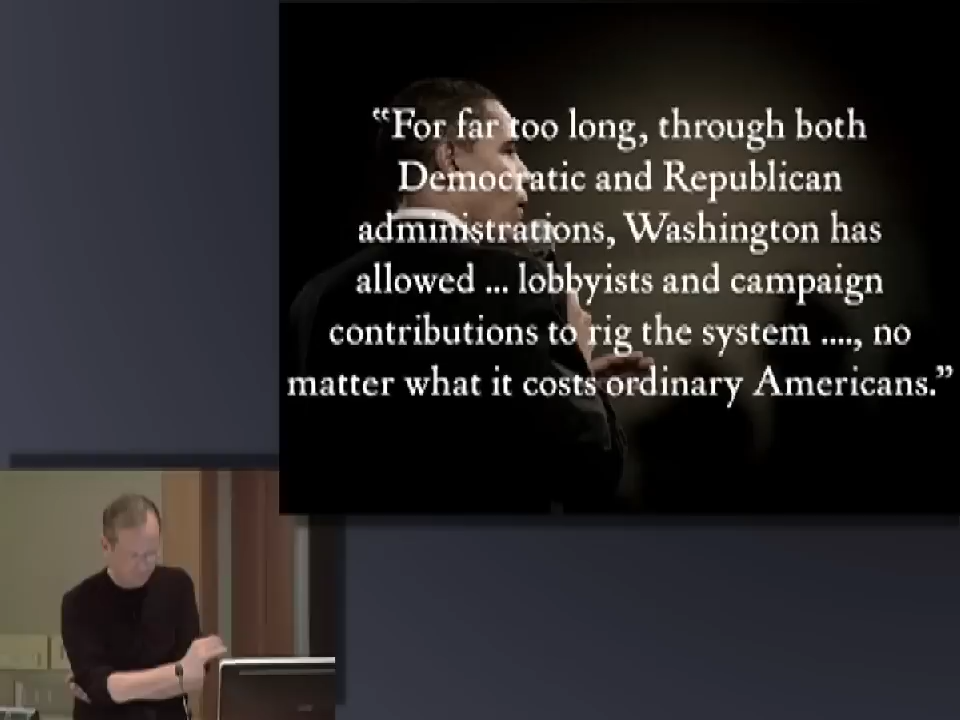 “For far too long, through both
Democratic and Republican
administrations, Washington has
allowed ... lobbyists and campaign
contributions to rig the system ...., no
matter what it costs ordinary Americans.”